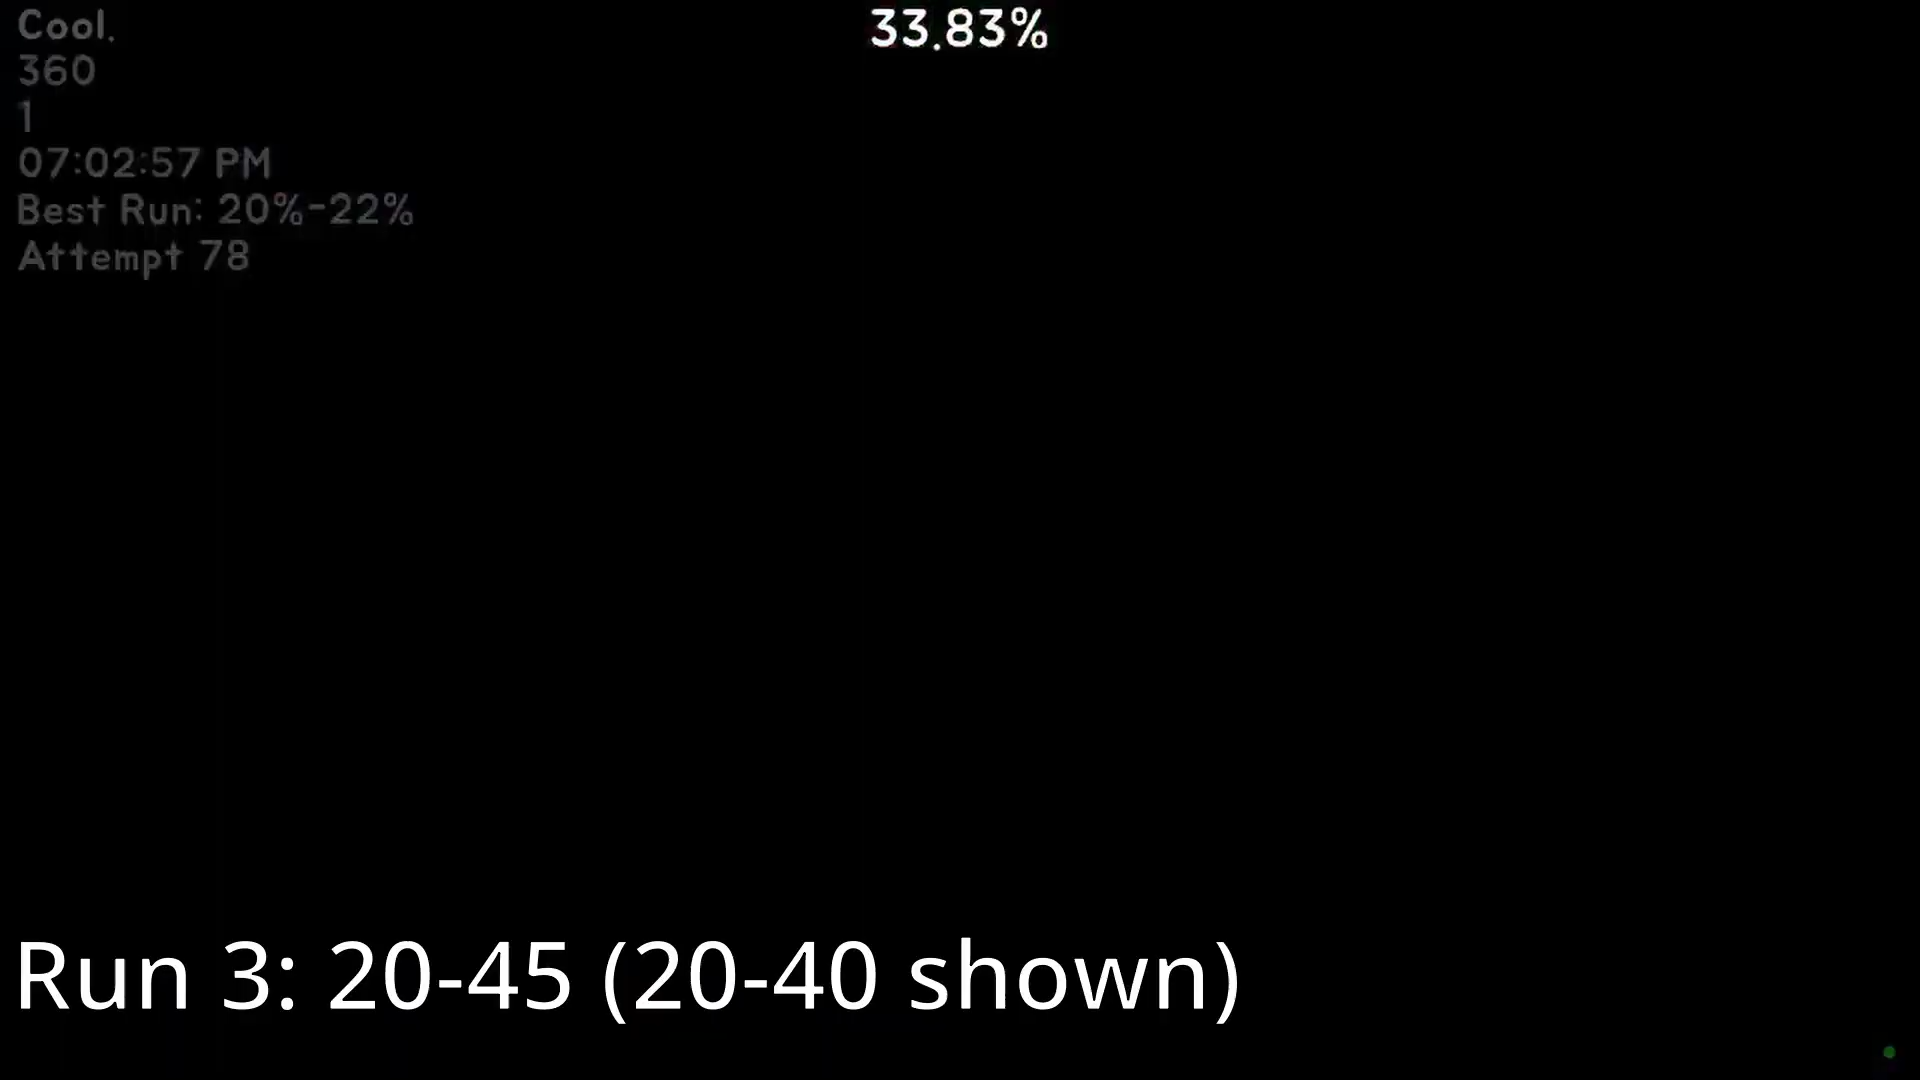 Cool.
33.83%
360
1
07:02:57 PM
Best Run: 20%-22%
Attempt 78
Run 3: 20-45 (20-40 shown)